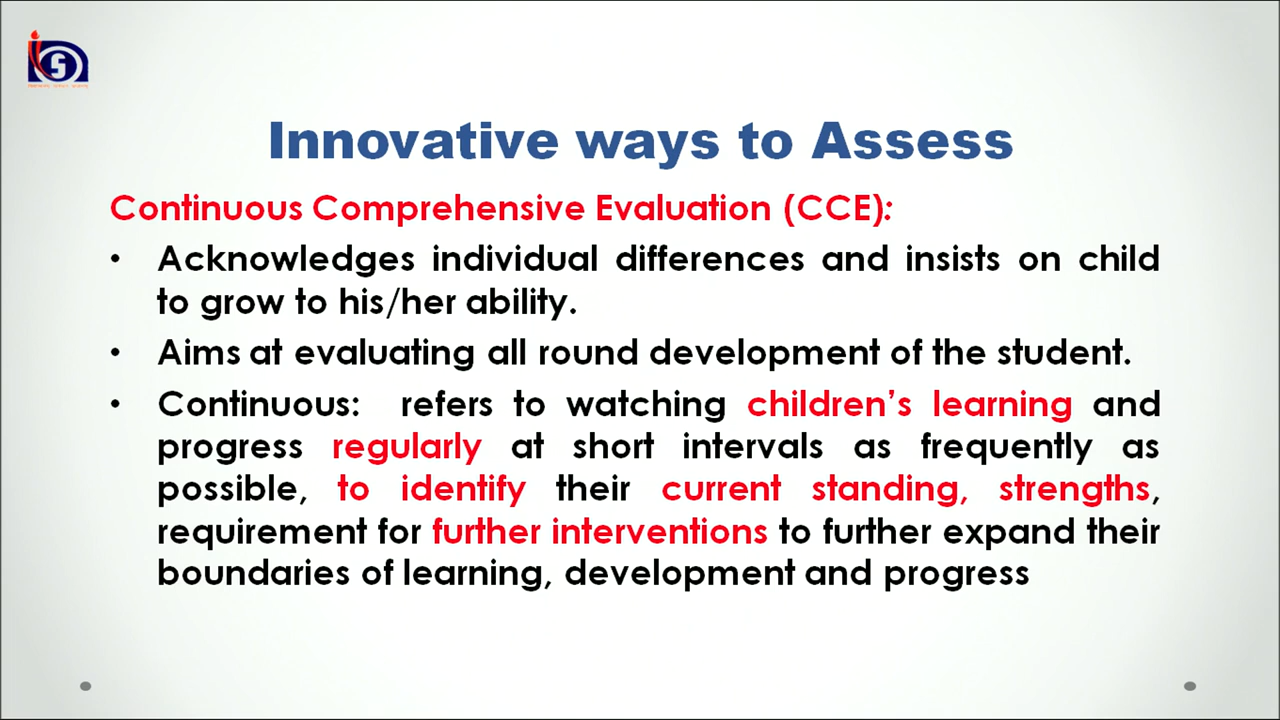 Innovative ways to Assess
Continuous Comprehensive Evaluation (CCE):
• Acknowledges individual differences and insists on child
to grow to his/her ability.
• Aims at evaluating all round development of the student.
• Continuous: refers to watching children's learning and
progress regularly at short intervals as frequently as
possible, to identify their current standing, strengths,
requirement for further interventions to further expand their
boundaries of learning, development and progress